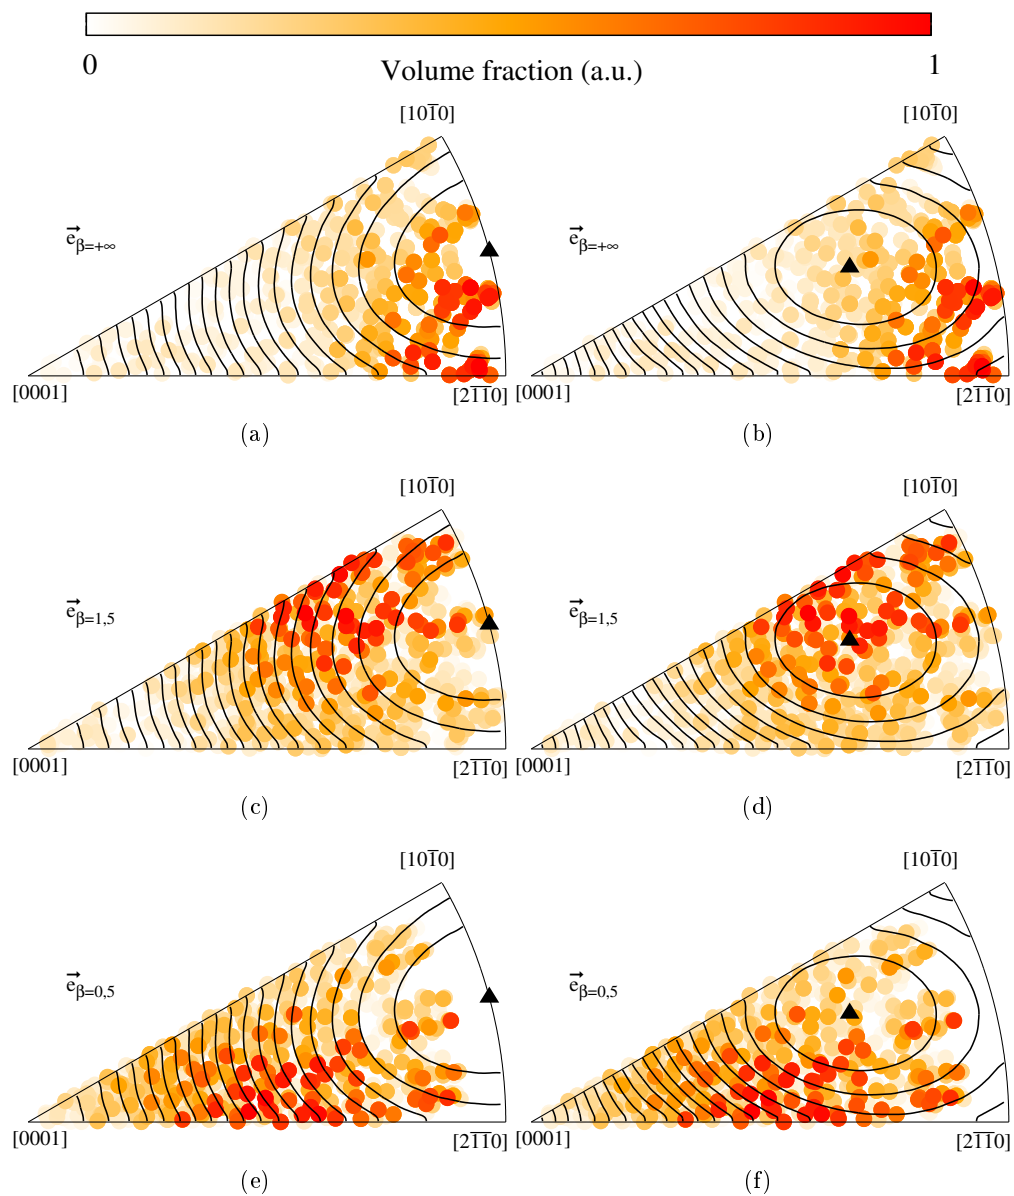 0 1
Volume fraction (a.u.)
[101̅0] [101̅0]
e⃗β=+∞ e⃗β=+∞
[0001] [21̅1̅0] [0001] [21̅1̅0]
(a) (b)
[101̅0] [101̅0]
e⃗β=1,5 e⃗β=1,5
[0001] [21̅1̅0] [0001] [21̅1̅0]
(c) (d)
[101̅0] [101̅0]
e⃗β=0,5 e⃗β=0,5
[0001] [21̅1̅0] [0001] [21̅1̅0]
(e) (f)